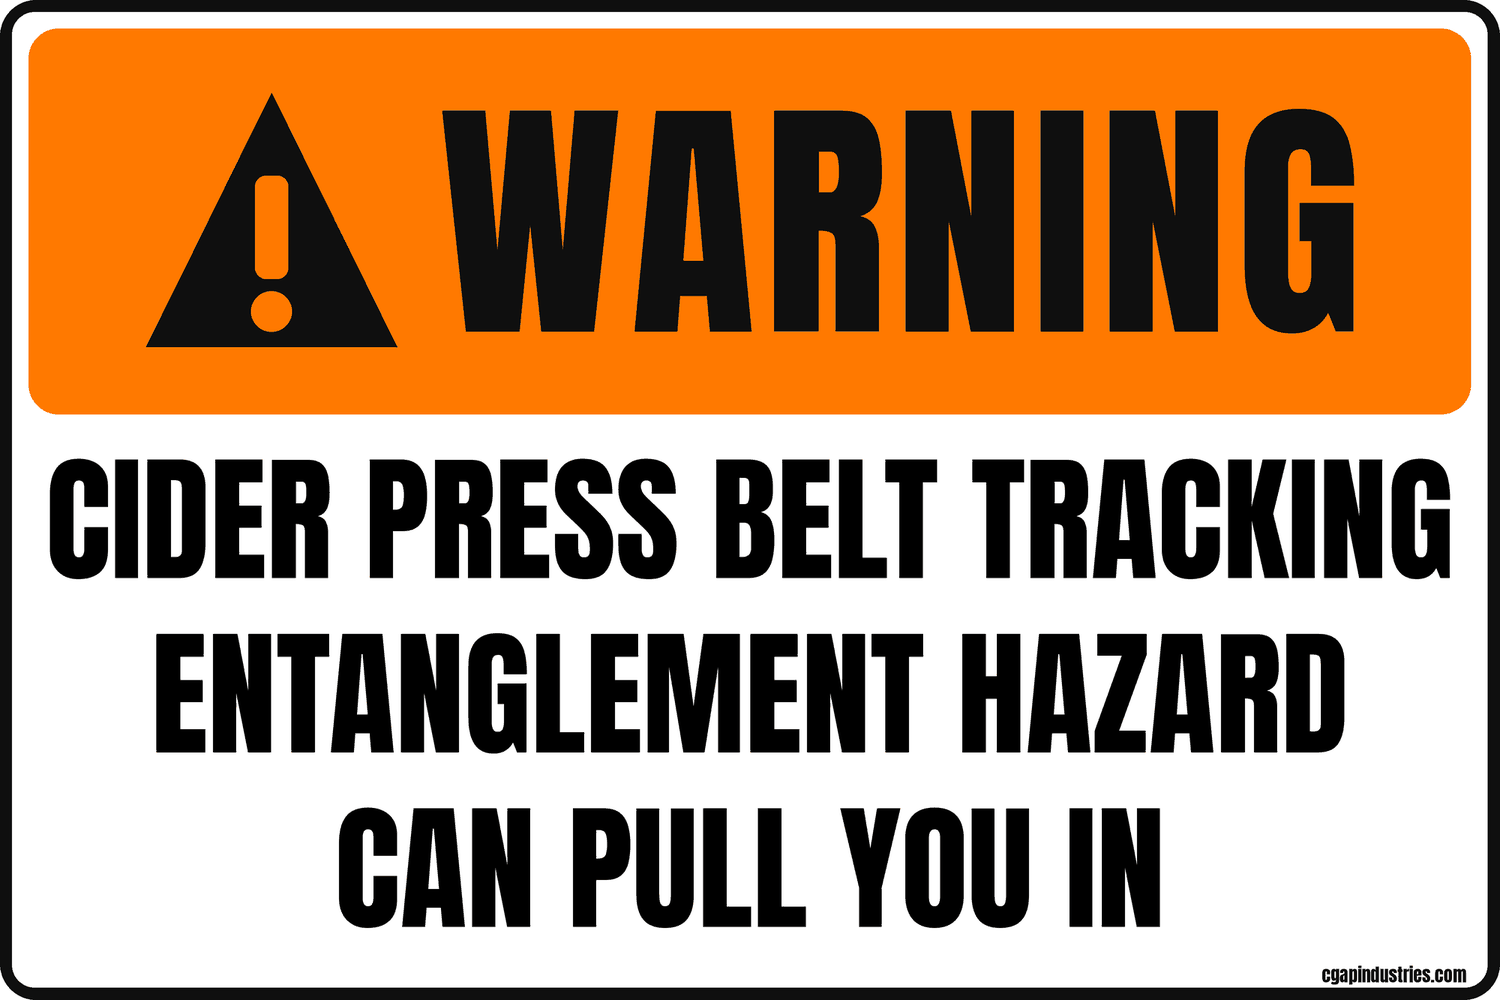 WARNING
CIDER PRESS BELT TRACKING
ENTANGLEMENT HAZARD
CAN PULL YOU IN
cgapindustries.com